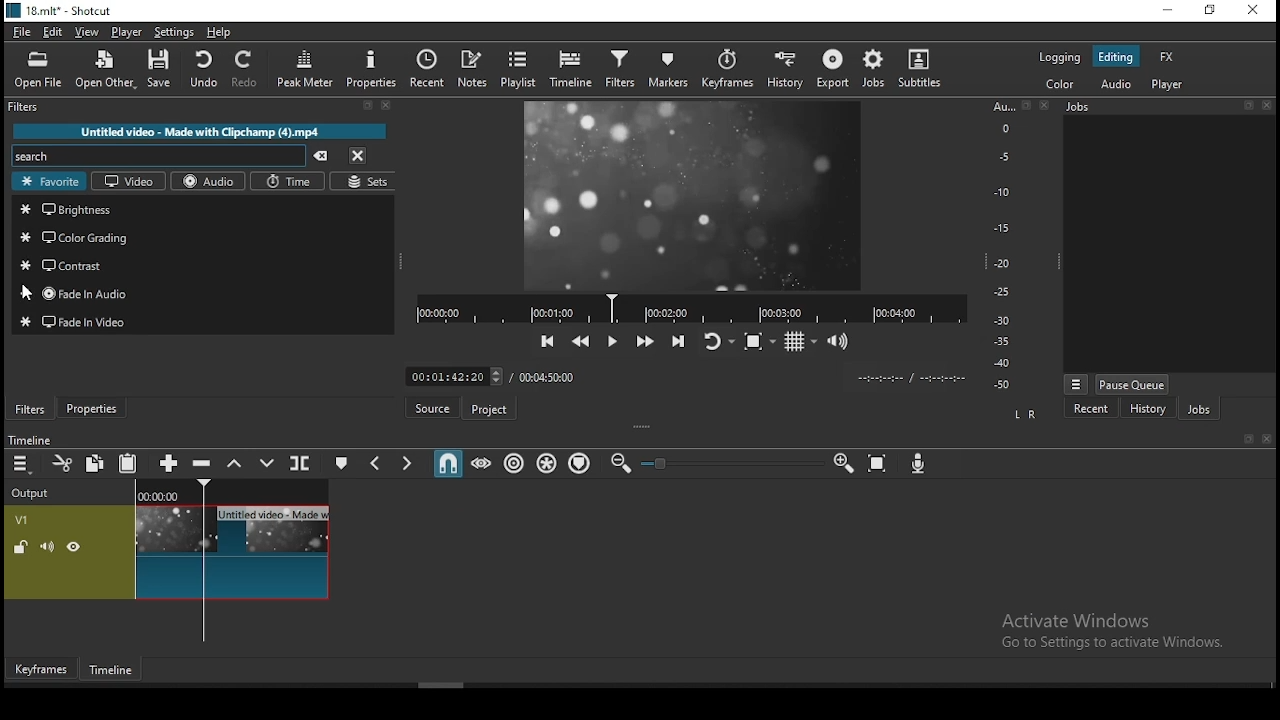 18.mlt* - Shotcut
File Edit View Player Settings Help
Open File Open Other Save Undo Redo Peak Meter Properties Recent Notes Playlist Timeline Filters Markers Keyframes History Export Jobs Subtitles
Logging Editing FX
Color Audio Player
Filters
Untitled video - Made with Clipchamp (4).mp4
search
Favorite Video Audio Time Sets
Brightness
Color Grading
Contrast
Fade In Audio
Fade In Video
Filters Properties
00:00:00 00:01:00 00:02:00 00:03:00 00:04:00
00:01:42:20 / 00:04:50:00
--:--:--:-- / --:--:--:--
Source Project
Au...
0
-5
-10
-15
-20
-25
-30
-35
-40
-50
L R
Jobs
Pause Queue
Recent History Jobs
Timeline
Output
00:00:00
V1
Untitled video - Made w
Activate Windows
Go to Settings to activate Windows.
Keyframes Timeline